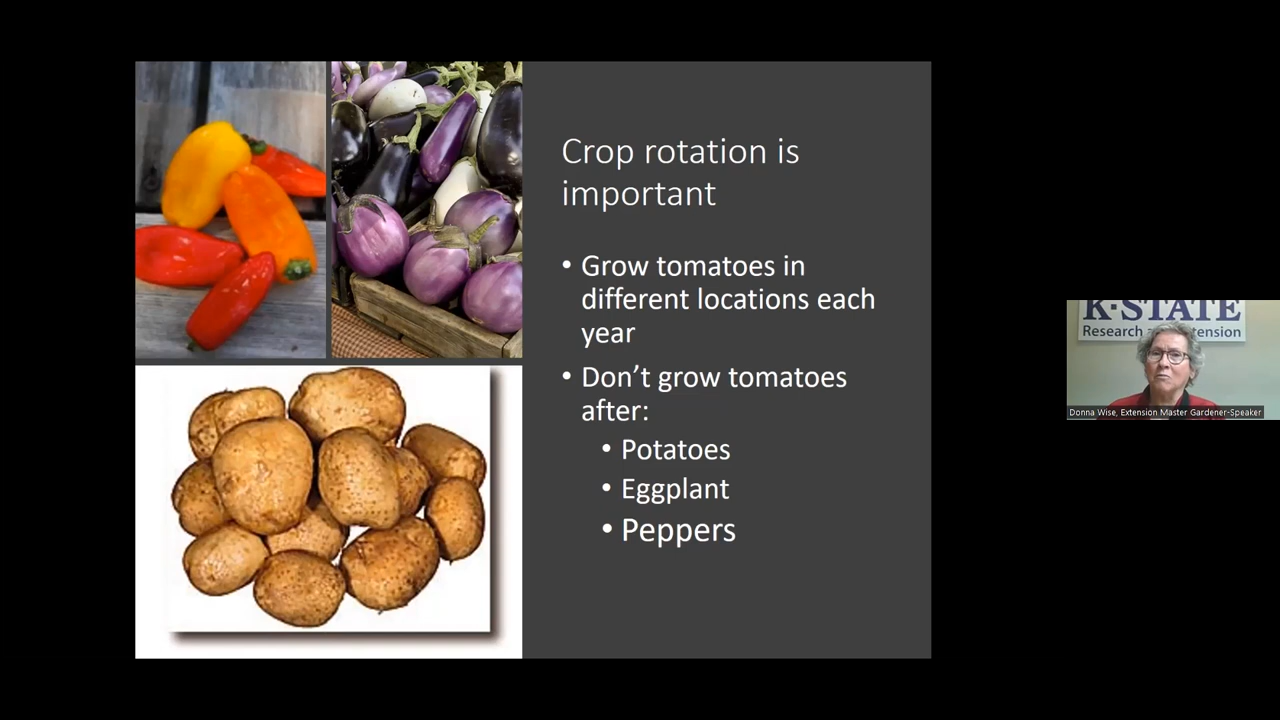 Crop rotation is
important
• Grow tomatoes in
different locations each
year
• Don't grow tomatoes
after:
• Potatoes
• Eggplant
• Peppers
K·STATE
Research a tension
Donna Wise, Extension Master Gardener-Speaker